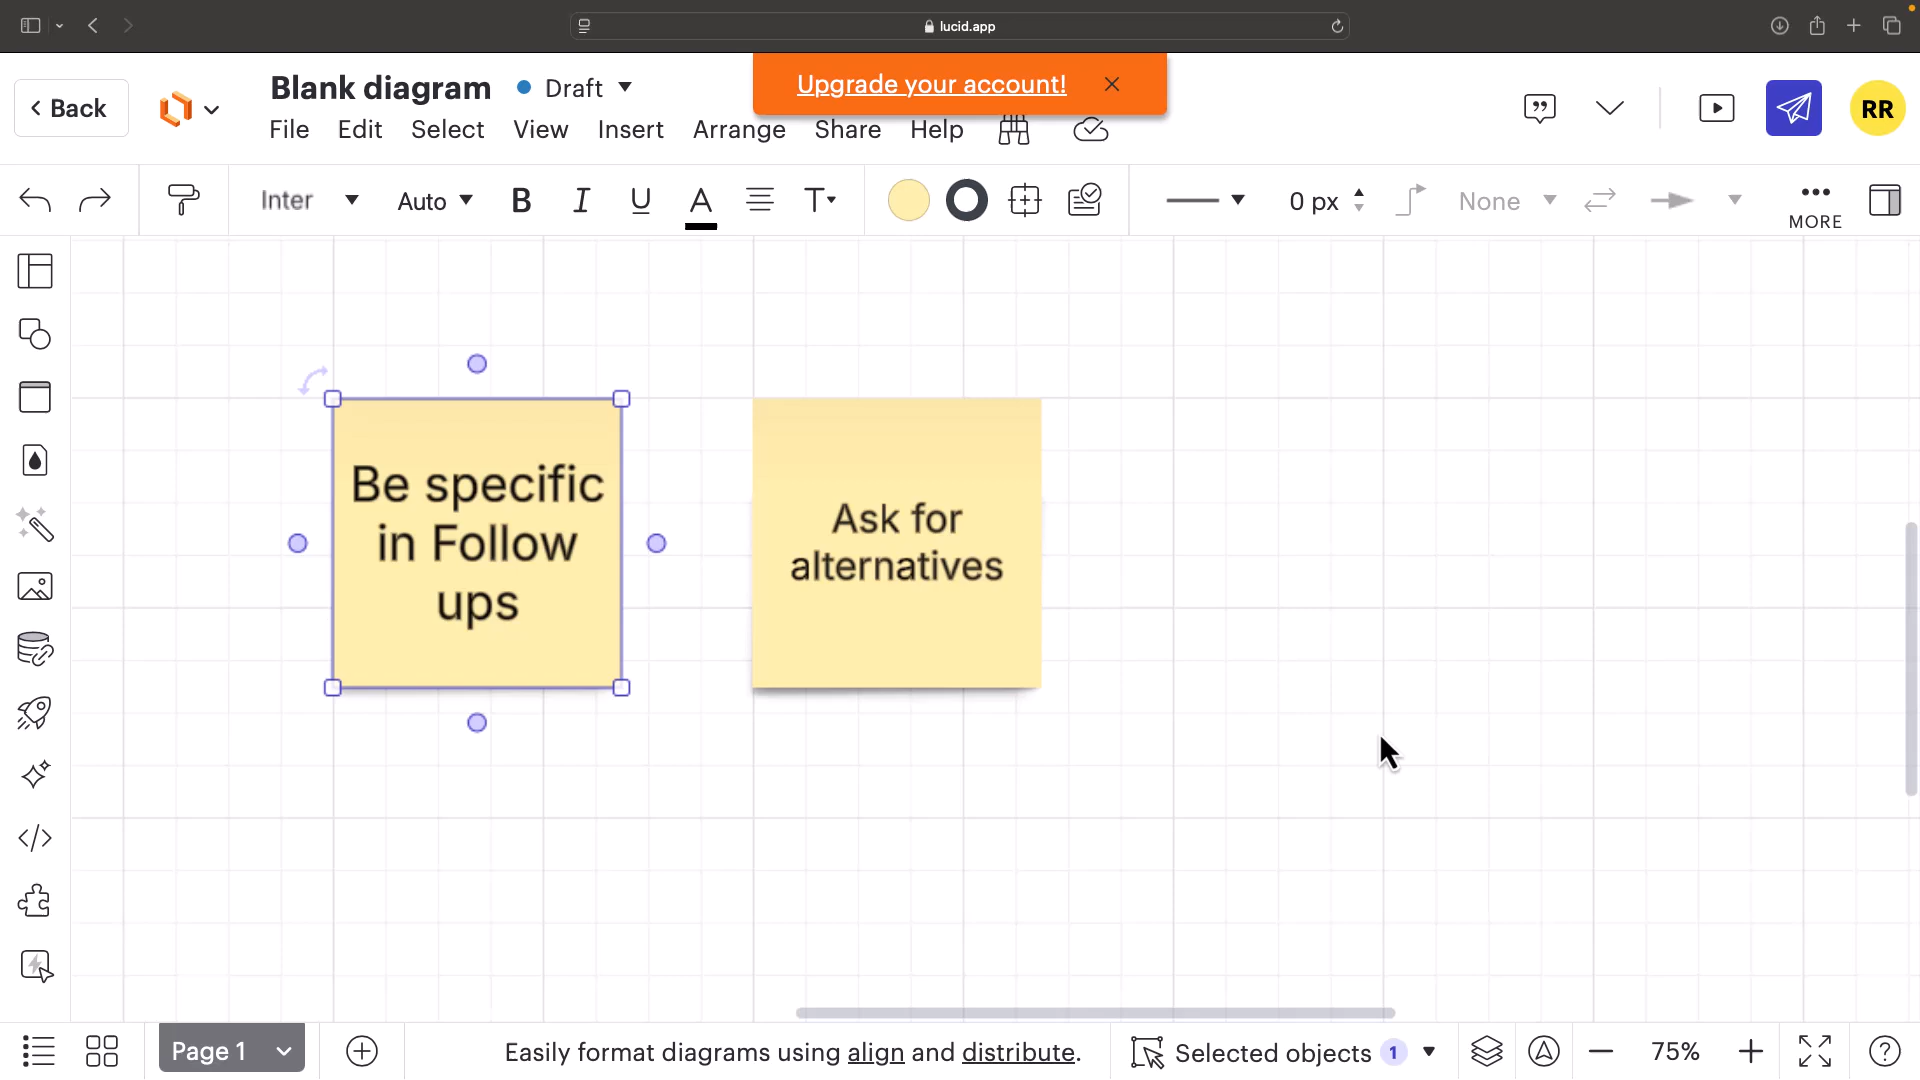 lucid.app
Upgrade your account!
Back
Blank diagram
Draft
File Edit Select View Insert Arrange Share Help
RR
Inter Auto B I U A T 0 px None MORE
Be specific
in Follow
ups
Ask for
alternatives
Page 1
Easily format diagrams using align and distribute.
Selected objects 1
75%